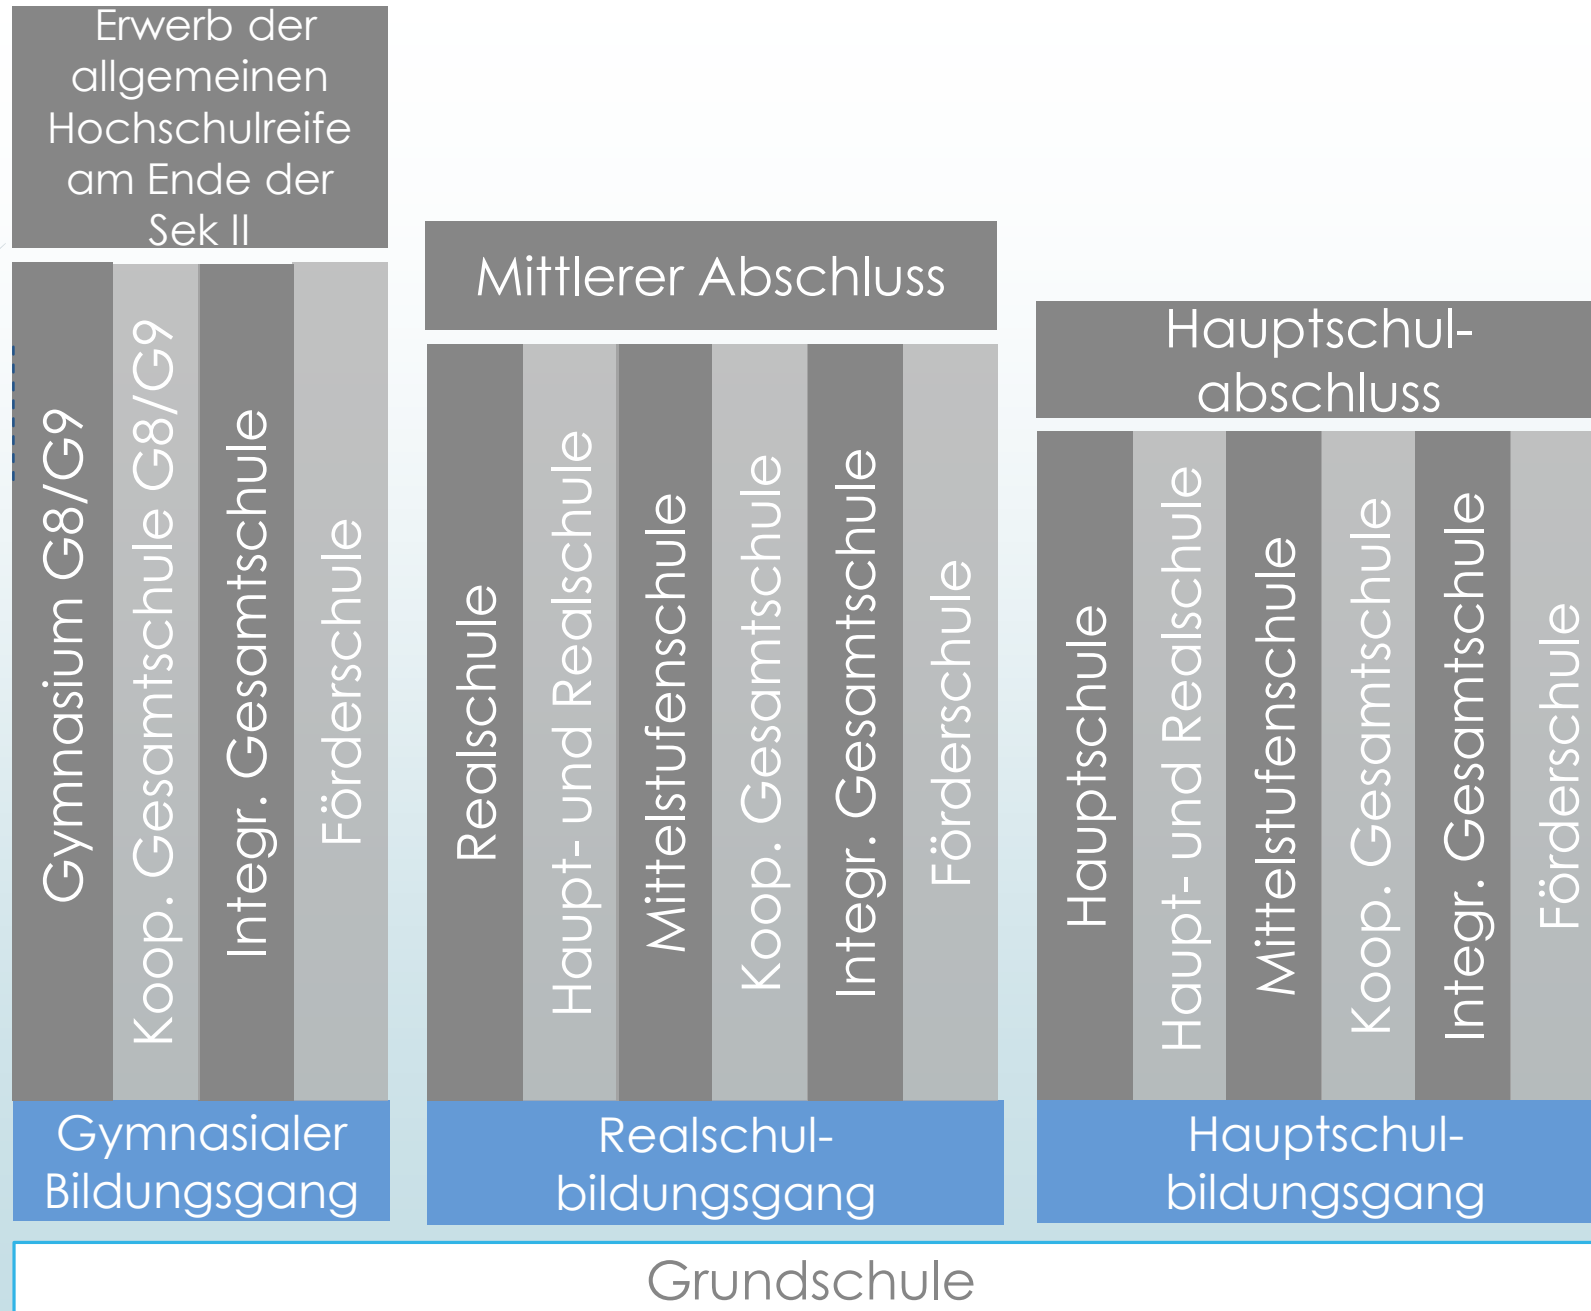 Erwerb der
allgemeinen
Hochschulreife
am Ende der
Sek II
Gymnasium G8/G9
Koop. Gesamtschule G8/G9
Integr. Gesamtschule
Förderschule
Gymnasialer
Bildungsgang
Mittlerer Abschluss
Realschule
Haupt- und Realschule
Mittelstufenschule
Koop. Gesamtschule
Integr. Gesamtschule
Förderschule
Realschul-
bildungsgang
Hauptschul-
abschluss
Hauptschule
Haupt- und Realschule
Mittelstufenschule
Koop. Gesamtschule
Integr. Gesamtschule
Förderschule
Hauptschul-
bildungsgang
Grundschule